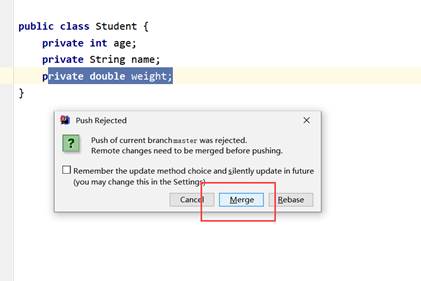 public class Student {
private int age;
private String name;
private double weight;
}
Push Rejected
Push of current branch master was rejected.
Remote changes need to be merged before pushing.
Remember the update method choice and silently update in future
(you may change this in the Settings)
Cancel Merge Rebase